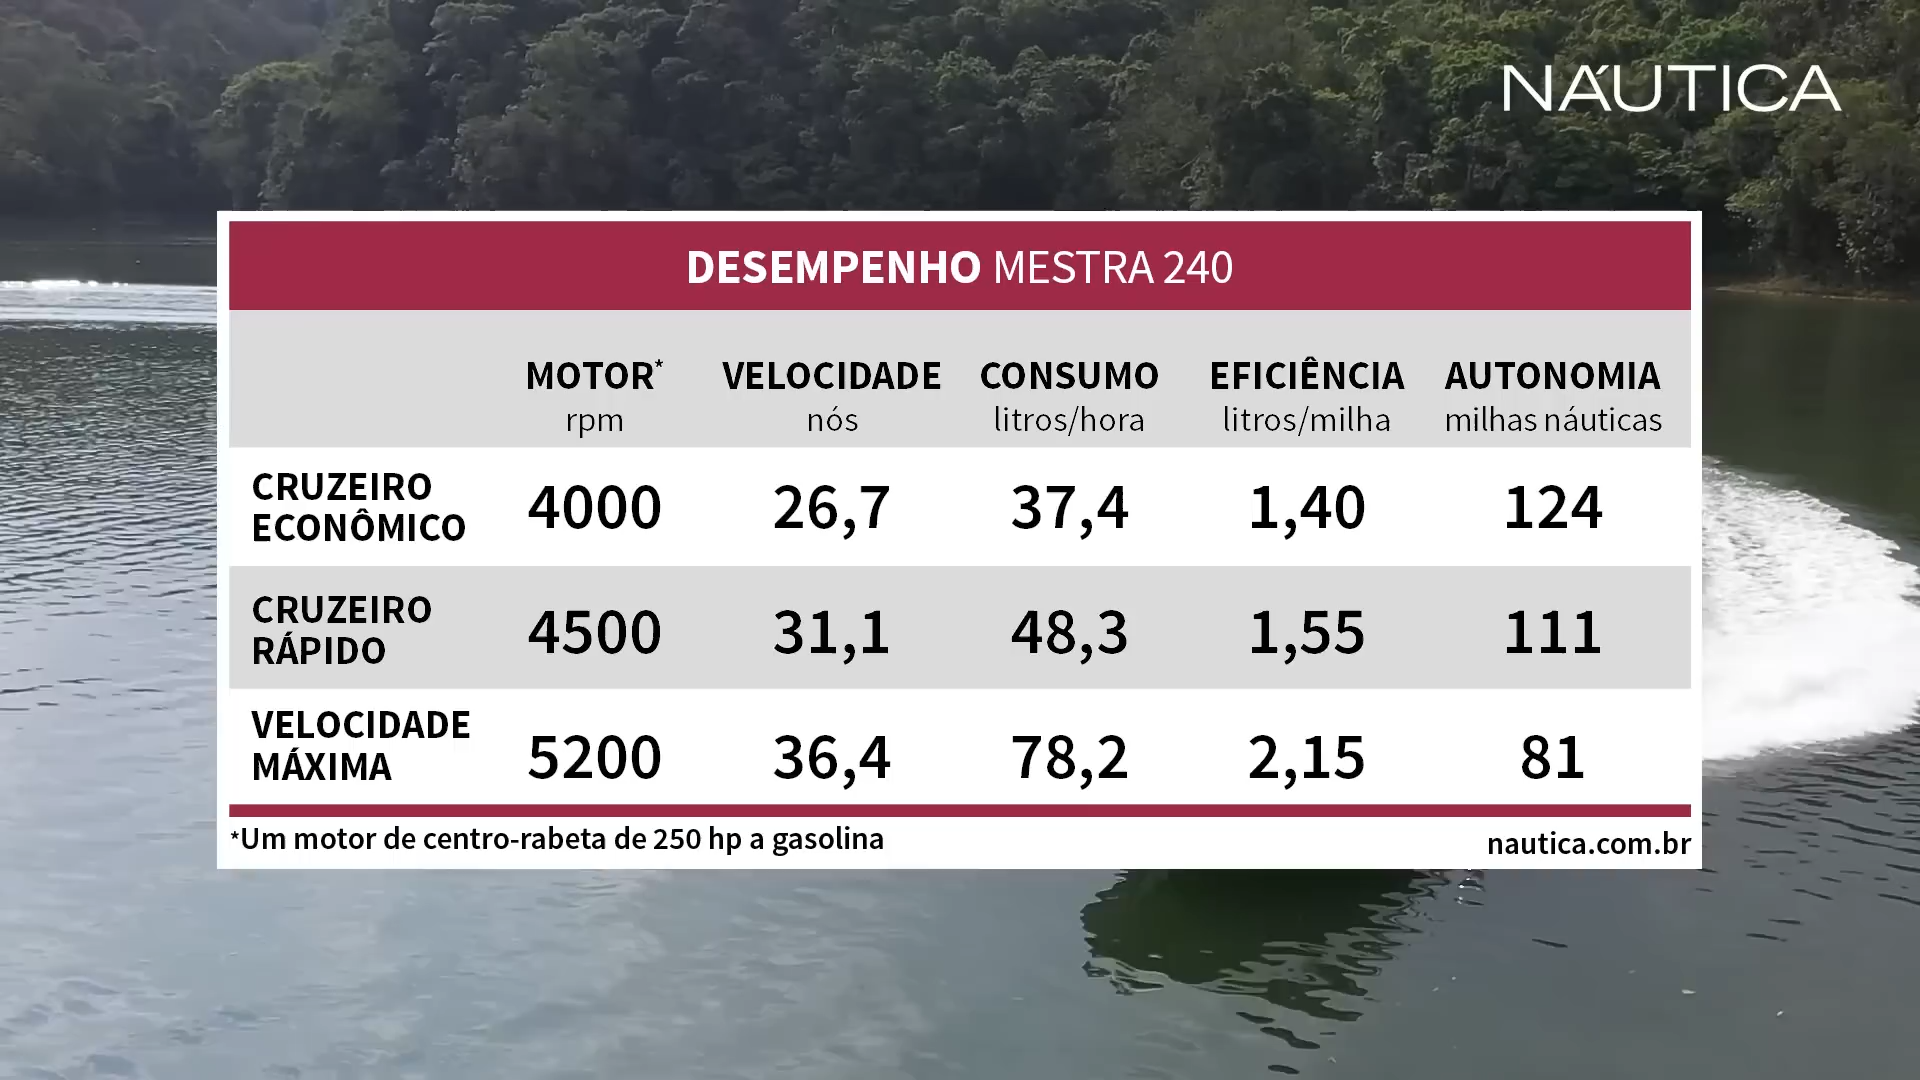 NÁUTICA
DESEMPENHO MESTRA 240
MOTOR* VELOCIDADE CONSUMO EFICIÊNCIA AUTONOMIA
rpm nós litros/hora litros/milha milhas náuticas
CRUZEIRO ECONÔMICO 4000 26,7 37,4 1,40 124
CRUZEIRO RÁPIDO 4500 31,1 48,3 1,55 111
VELOCIDADE MÁXIMA 5200 36,4 78,2 2,15 81
*Um motor de centro-rabeta de 250 hp a gasolina
nautica.com.br